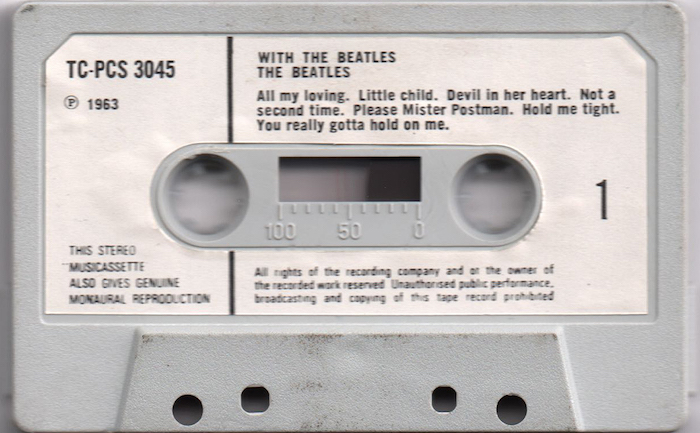 TC-PCS 3045
℗ 1963
WITH THE BEATLES
THE BEATLES
All my loving. Little child. Devil in her heart. Not a
second time. Please Mister Postman. Hold me tight.
You really gotta hold on me.
100 50 0
1
THIS STEREO
MUSICASSETTE
ALSO GIVES GENUINE
MONAURAL REPRODUCTION
All rights of the recording company and of the owner of
the recorded work reserved Unauthorised public performance,
broadcasting and copying of this tape record prohibited